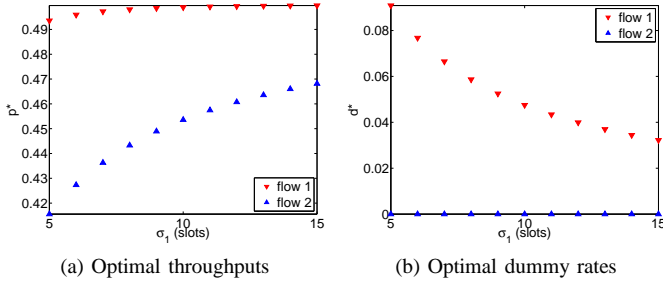 0.49
0.48
0.47
0.46
0.45
0.44
0.43
0.42
p*
5
10
15
σ1 (slots)
flow 1
flow 2
(a) Optimal throughputs
0.08
0.06
0.04
0.02
0
d*
5
10
15
σ1 (slots)
flow 1
flow 2
(b) Optimal dummy rates